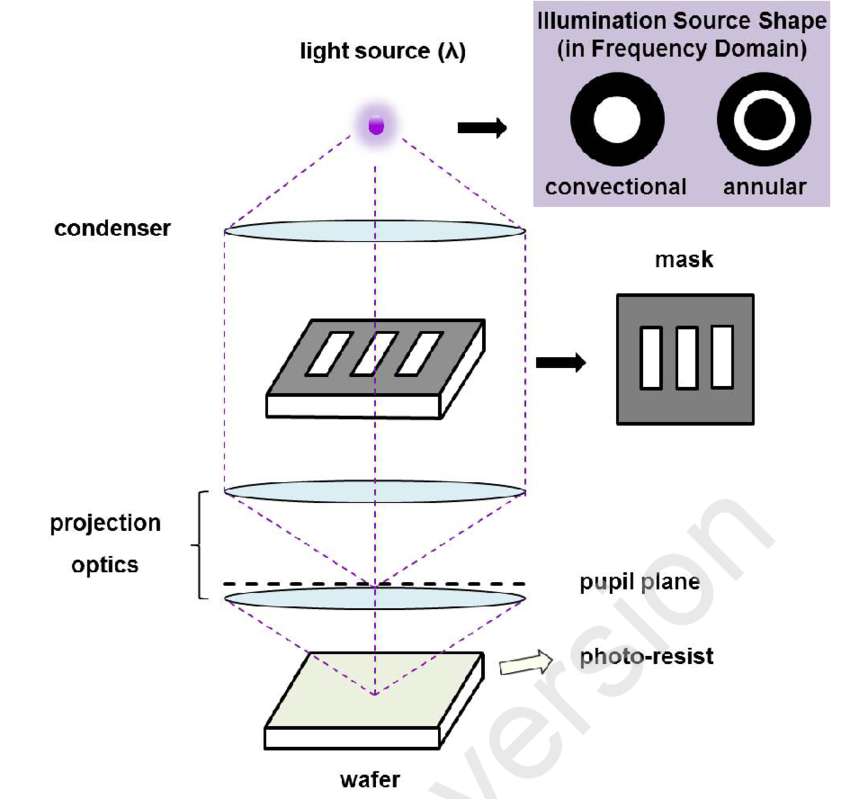 Illumination Source Shape
(in Frequency Domain)
light source (λ)
convectional
annular
condenser
mask
projection
optics
pupil plane
photo-resist
wafer
version